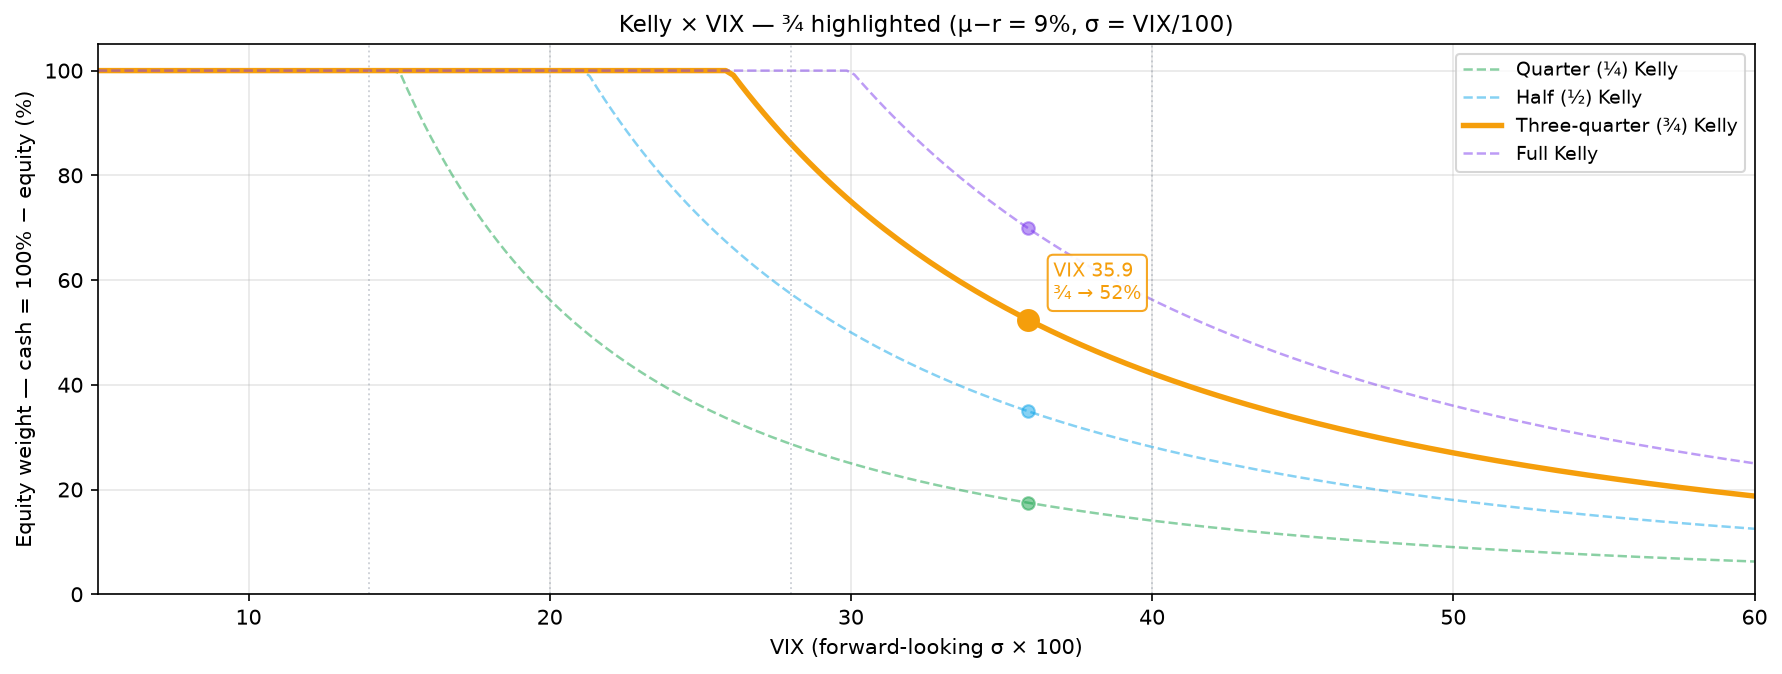 Kelly × VIX — ¾ highlighted (μ−r = 9%, σ = VIX/100)
Equity weight — cash = 100% − equity (%)
100
80
60
40
20
0
Quarter (¼) Kelly
Half (½) Kelly
Three-quarter (¾) Kelly
Full Kelly
VIX 35.9
¾ → 52%
10
20
30
40
50
60
VIX (forward-looking σ × 100)